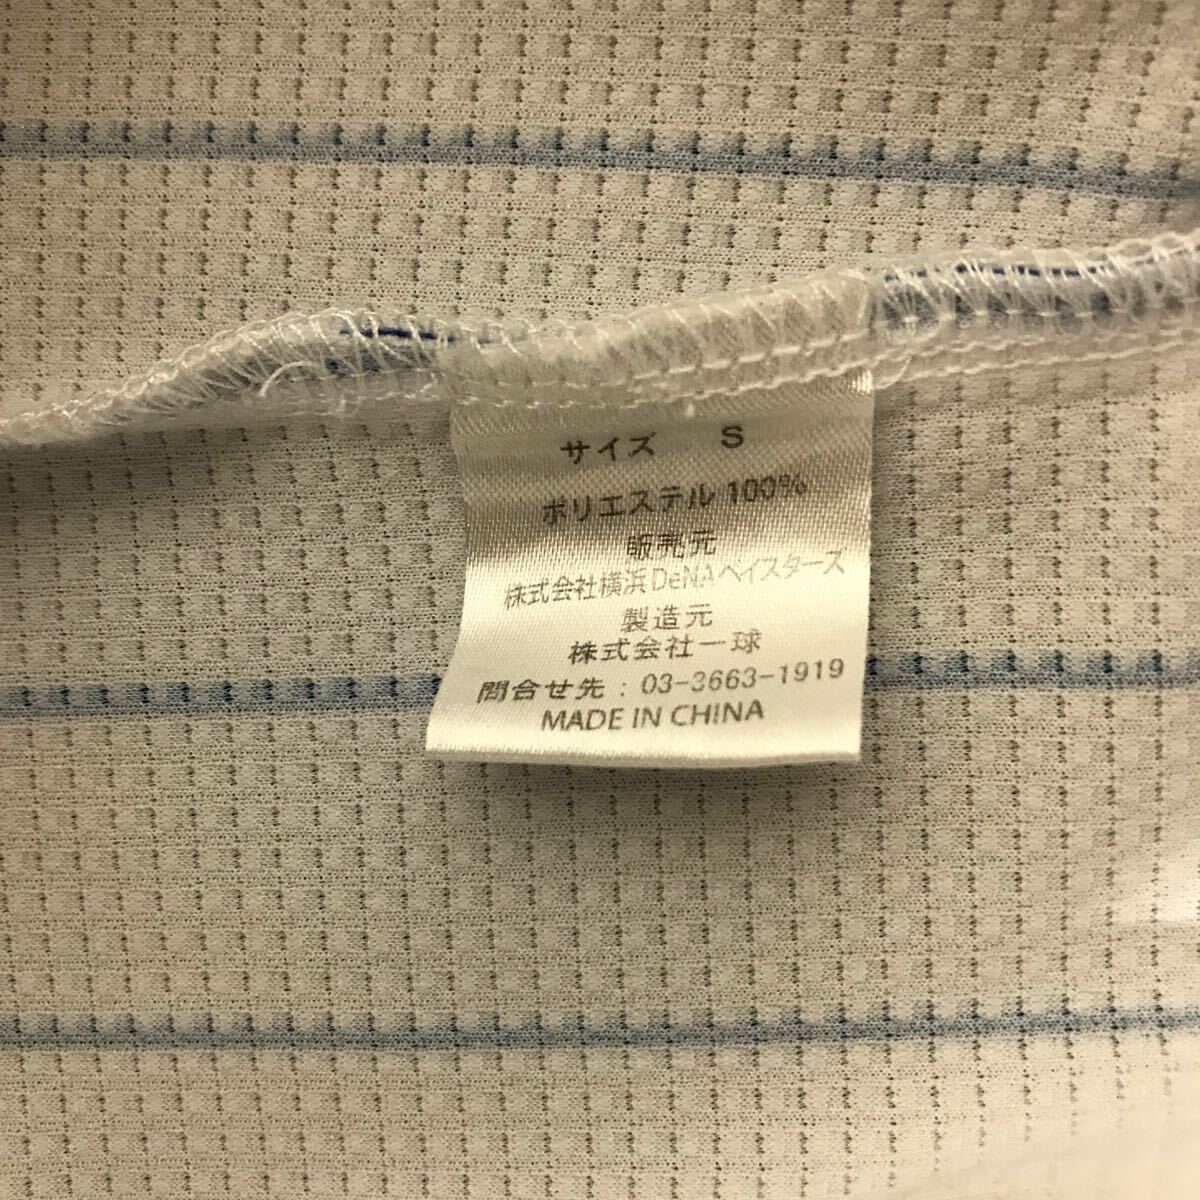 サイズ S
ポリエステル 100%
販売元
株式会社横浜DeNAベイスターズ
製造元
株式会社一球
問合せ先 : 03-3663-1919
MADE IN CHINA